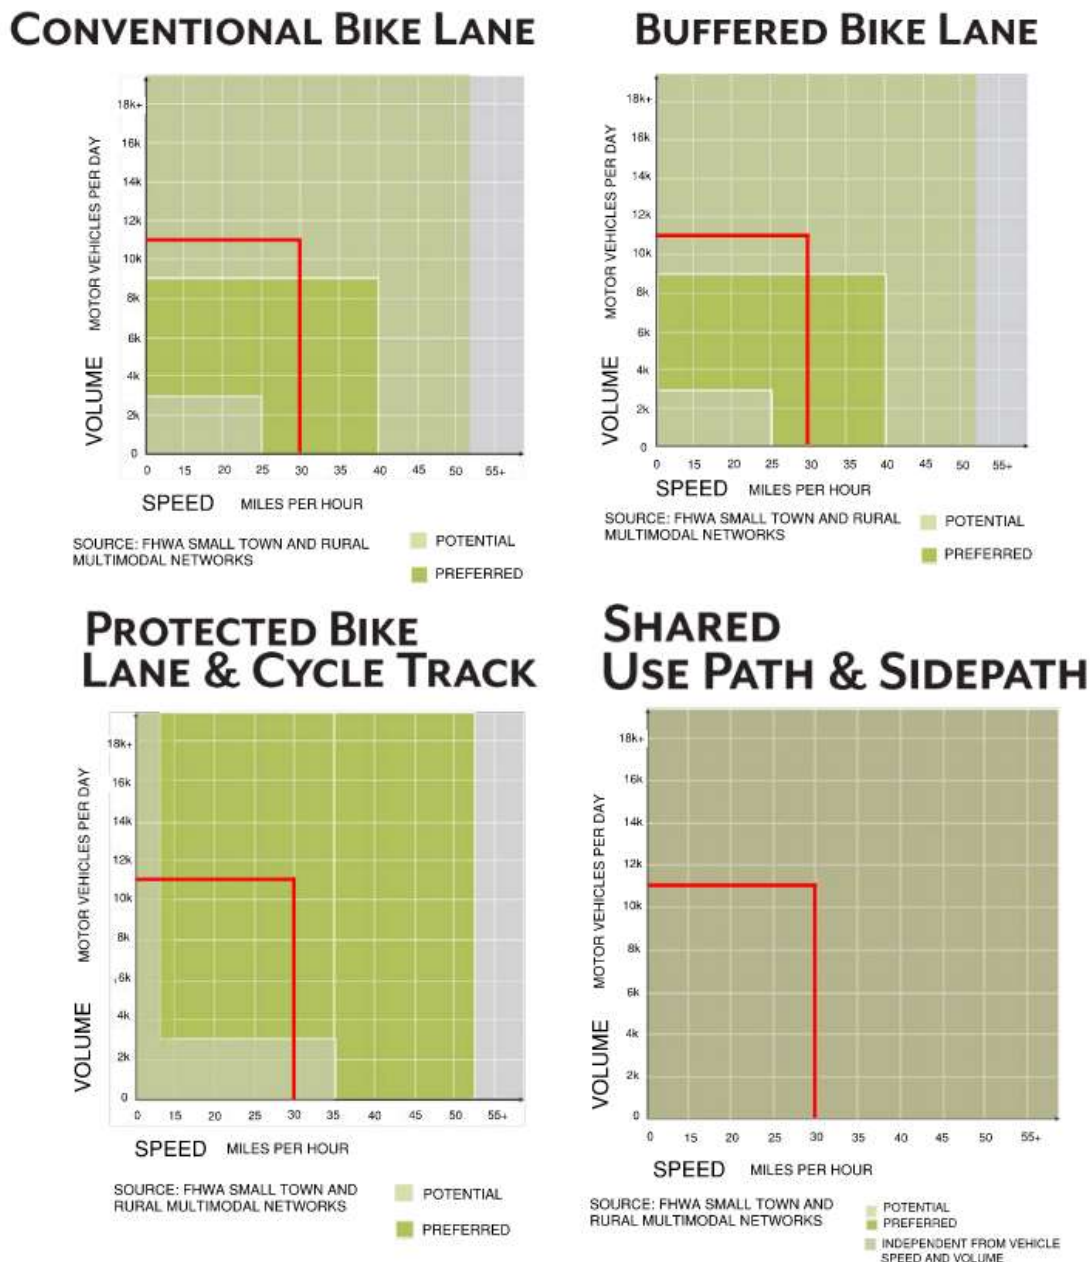 CONVENTIONAL BIKE LANE
18k+
16k
14k
12k
10k
8k
6k
4k
2k
0
MOTOR VEHICLES PER DAY
VOLUME
0 15 20 25 30 35 40 45 50 55+
SPEED MILES PER HOUR
SOURCE: FHWA SMALL TOWN AND RURAL
MULTIMODAL NETWORKS
POTENTIAL
PREFERRED
BUFFERED BIKE LANE
18k+
16k
14k
12k
10k
8k
6k
4k
2k
0
MOTOR VEHICLES PER DAY
VOLUME
0 15 20 25 30 35 40 45 50 55+
SPEED MILES PER HOUR
SOURCE: FHWA SMALL TOWN AND RURAL
MULTIMODAL NETWORKS
POTENTIAL
PREFERRED
PROTECTED BIKE
LANE & CYCLE TRACK
18k+
16k
14k
12k
10k
8k
6k
4k
2k
0
MOTOR VEHICLES PER DAY
VOLUME
0 15 20 25 30 35 40 45 50 55+
SPEED MILES PER HOUR
SOURCE: FHWA SMALL TOWN AND
RURAL MULTIMODAL NETWORKS
POTENTIAL
PREFERRED
SHARED
USE PATH & SIDEPATH
18k+
16k
14k
12k
10k
8k
6k
4k
2k
0
MOTOR VEHICLES PER DAY
VOLUME
0 15 20 25 30 35 40 45 50 55+
SPEED MILES PER HOUR
SOURCE: FHWA SMALL TOWN AND
RURAL MULTIMODAL NETWORKS
POTENTIAL
PREFERRED
INDEPENDENT FROM VEHICLE
SPEED AND VOLUME